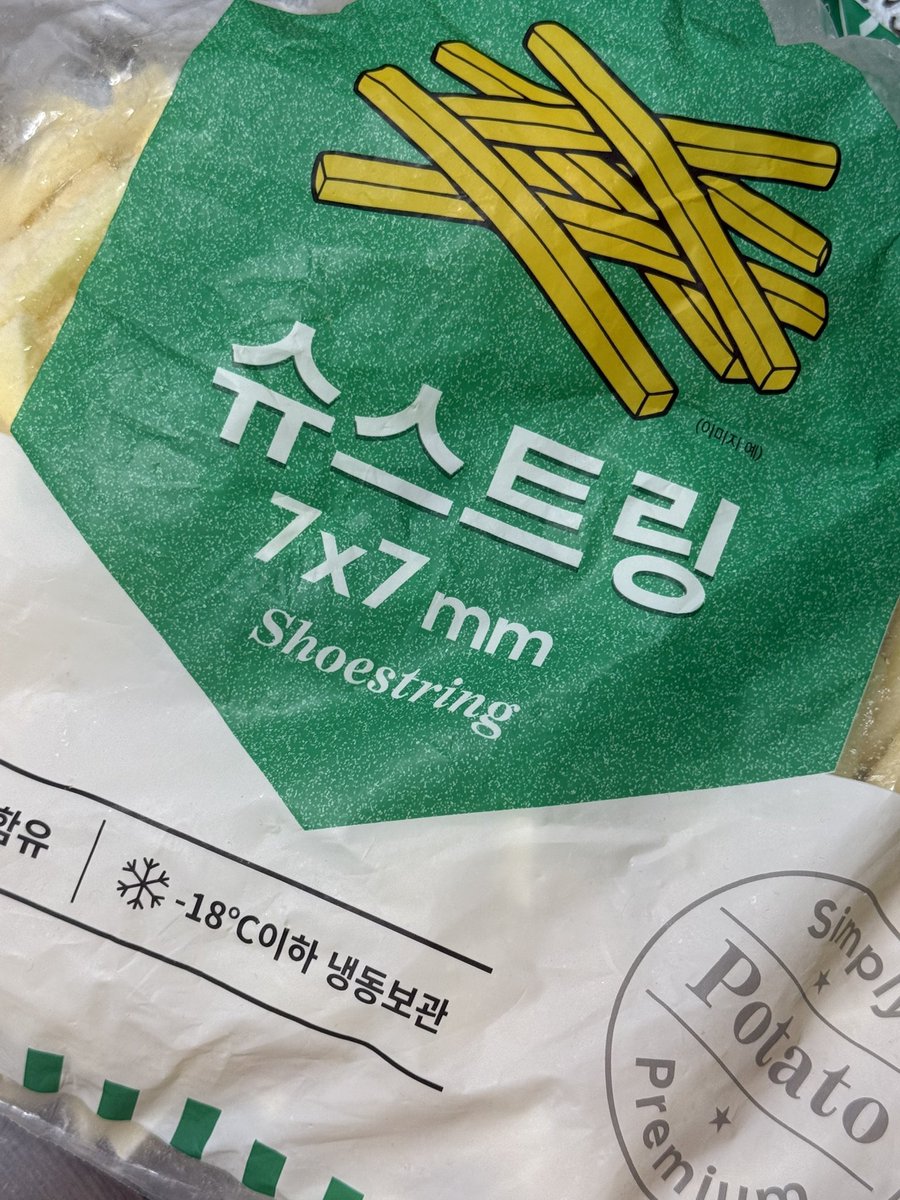 (이미지 예)
슈스트링
7x7 mm
Shoestring
함유
-18℃이하 냉동보관
Simply
Potato
Premium